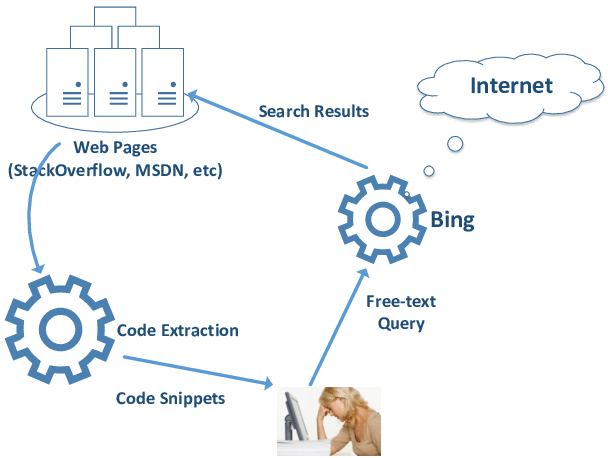 Internet
Search Results
Web Pages
(StackOverflow, MSDN, etc)
Bing
Free-text
Query
Code Extraction
Code Snippets